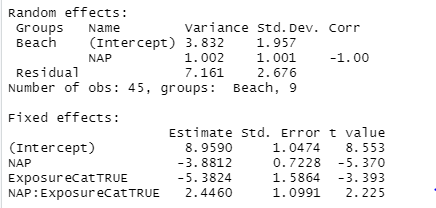 Random effects:
Groups Name Variance Std.Dev. Corr
Beach (Intercept) 3.832 1.957
NAP 1.002 1.001 -1.00
Residual 7.161 2.676
Number of obs: 45, groups: Beach, 9
Fixed effects:
Estimate Std. Error t value
(Intercept) 8.9590 1.0474 8.553
NAP -3.8812 0.7228 -5.370
ExposureCatTRUE -5.3824 1.5864 -3.393
NAP:ExposureCatTRUE 2.4460 1.0991 2.225